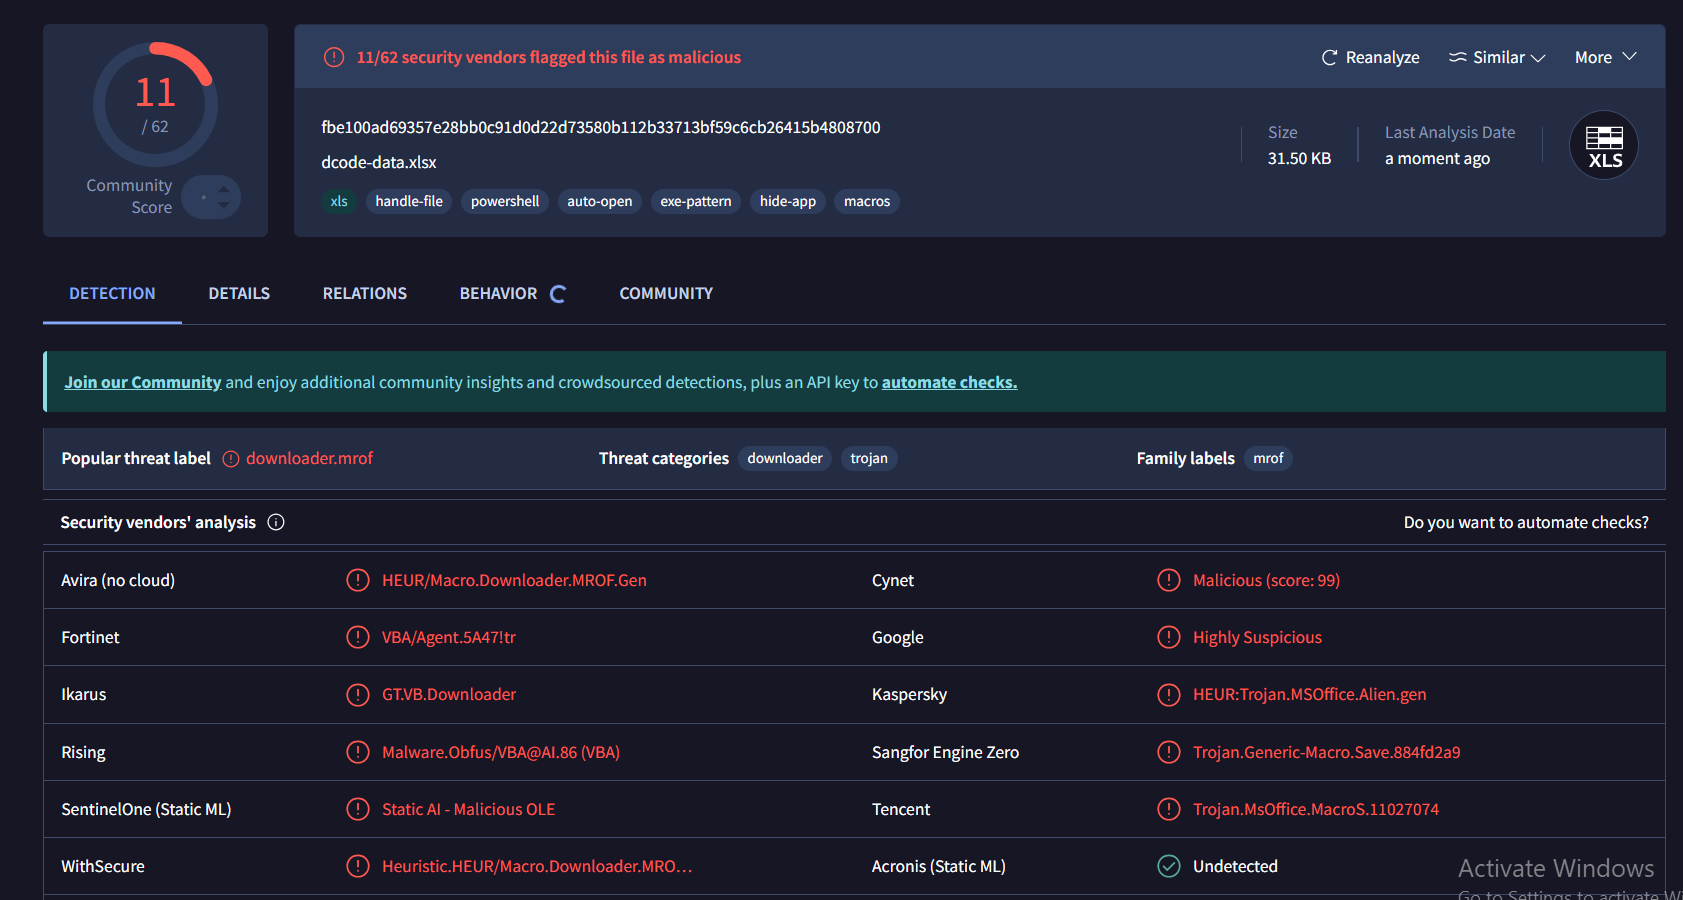 11
/ 62
Community
Score
11/62 security vendors flagged this file as malicious
Reanalyze
Similar
More
fbe100ad69357e28bb0c91d0d22d73580b112b33713bf59c6cb26415b4808700
dcode-data.xlsx
xls handle-file powershell auto-open exe-pattern hide-app macros
Size
31.50 KB
Last Analysis Date
a moment ago
XLS
DETECTION DETAILS RELATIONS BEHAVIOR COMMUNITY
Join our Community and enjoy additional community insights and crowdsourced detections, plus an API key to automate checks.
Popular threat label downloader.mrof Threat categories downloader trojan Family labels mrof
Security vendors' analysis Do you want to automate checks?
Avira (no cloud) HEUR/Macro.Downloader.MROF.Gen Cynet Malicious (score: 99)
Fortinet VBA/Agent.5A47!tr Google Highly Suspicious
Ikarus GT.VB.Downloader Kaspersky HEUR:Trojan.MSOffice.Alien.gen
Rising Malware.Obfus/VBA@AI.86 (VBA) Sangfor Engine Zero Trojan.Generic-Macro.Save.884fd2a9
SentinelOne (Static ML) Static AI - Malicious OLE Tencent Trojan.MsOffice.MacroS.11027074
WithSecure Heuristic.HEUR/Macro.Downloader.MRO... Acronis (Static ML) Undetected
Activate Windows
Go to Settings to activate Wi